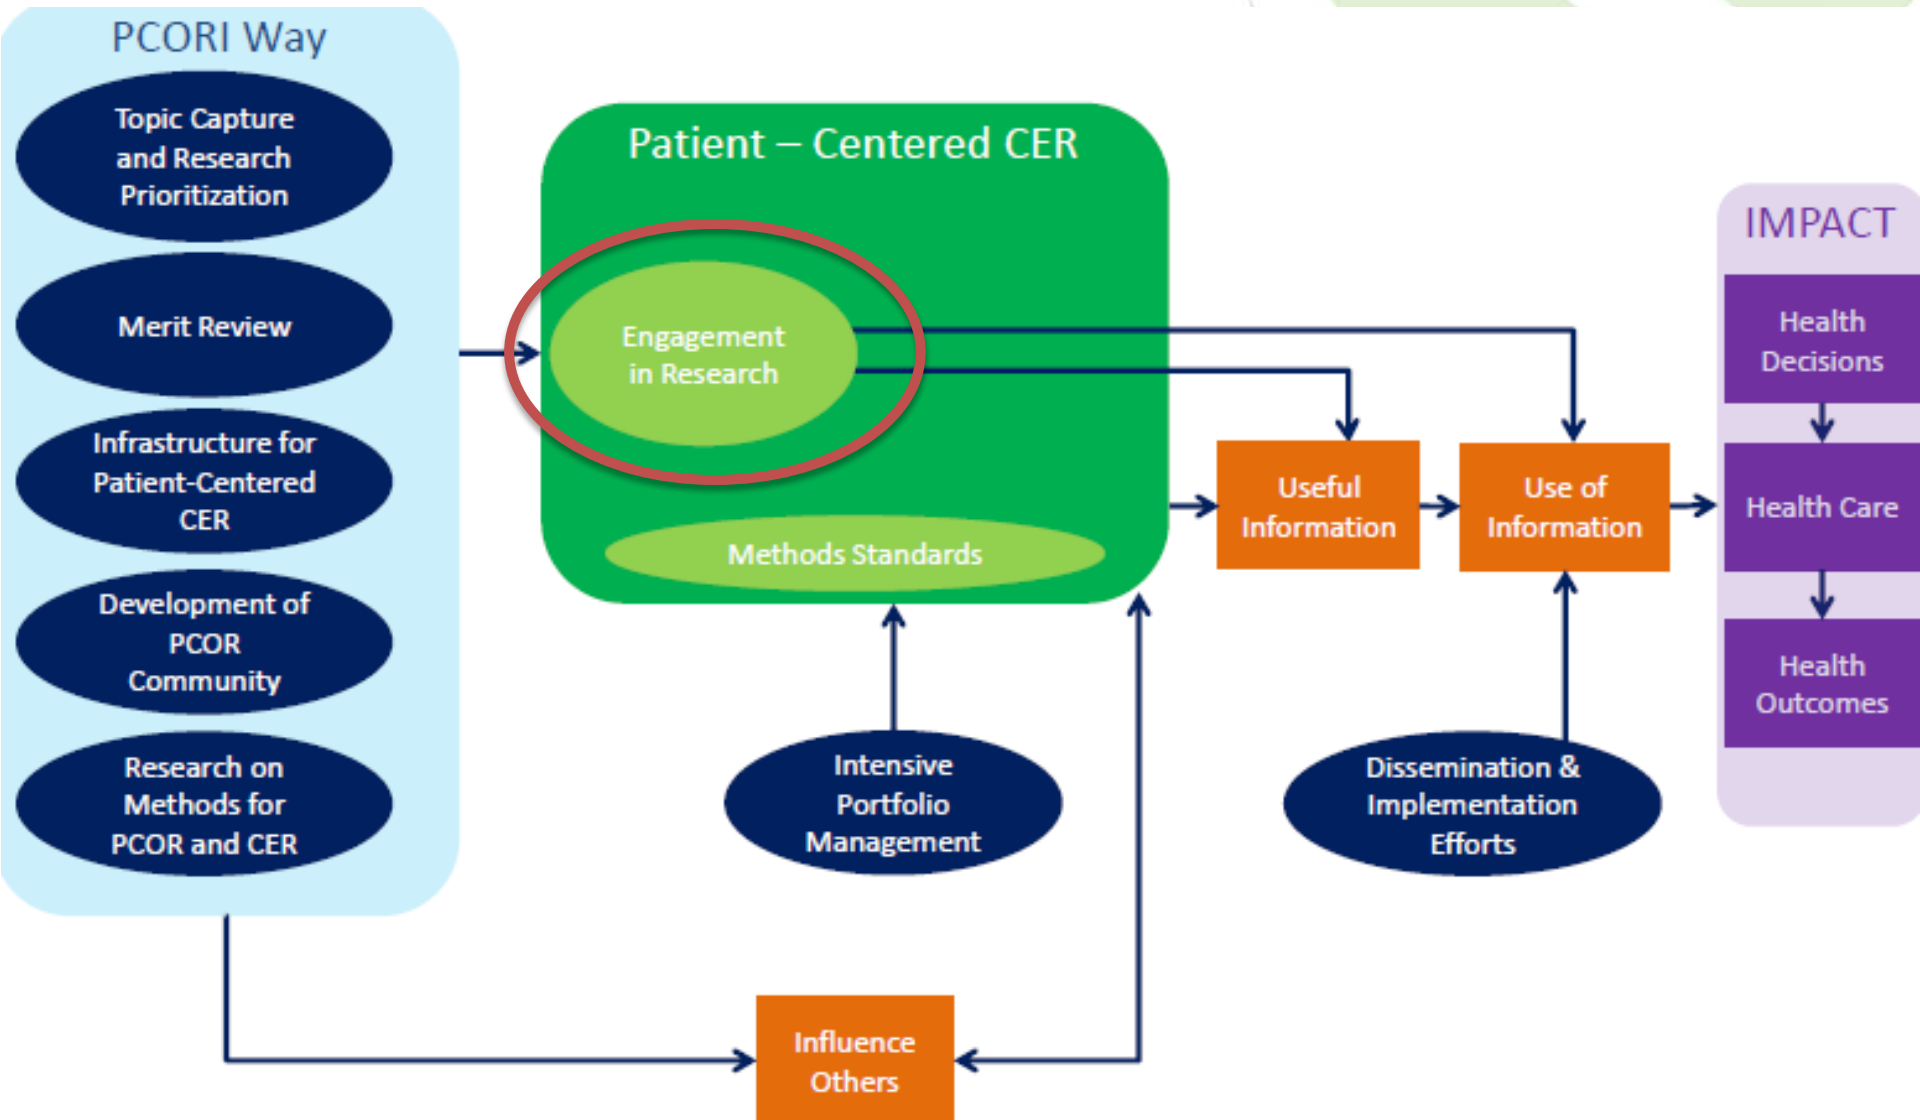 PCORI Way
Topic Capture
and Research
Prioritization
Merit Review
Infrastructure for
Patient-Centered
CER
Development of
PCOR
Community
Research on
Methods for
PCOR and CER
Patient – Centered CER
Engagement
in Research
Methods Standards
Intensive
Portfolio
Management
Influence
Others
Useful
Information
Use of
Information
Dissemination &
Implementation
Efforts
IMPACT
Health
Decisions
Health Care
Health
Outcomes